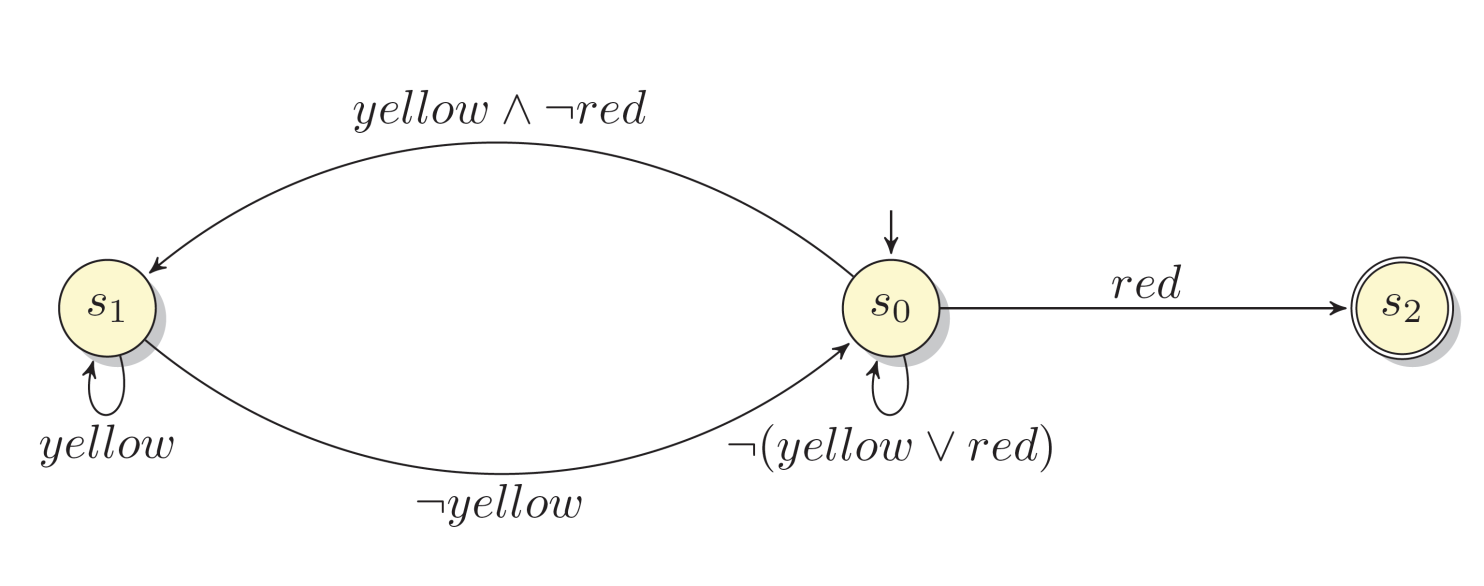 yellow ∧ ¬red
s₁
s₀
red
s₂
yellow
¬(yellow ∨ red)
¬yellow